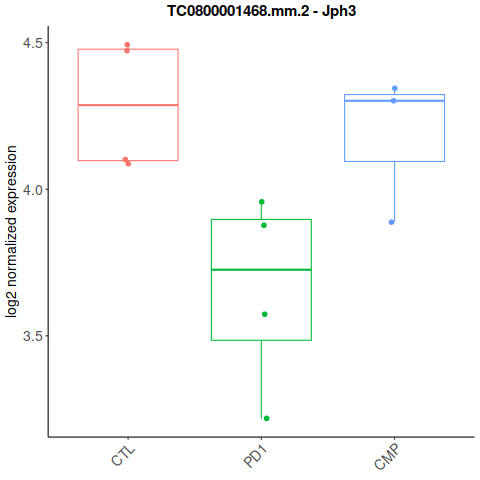 TC0800001468.mm.2 - Jph3
log2 normalized expression
4.5
4.0
3.5
CTL
PD1
CMP